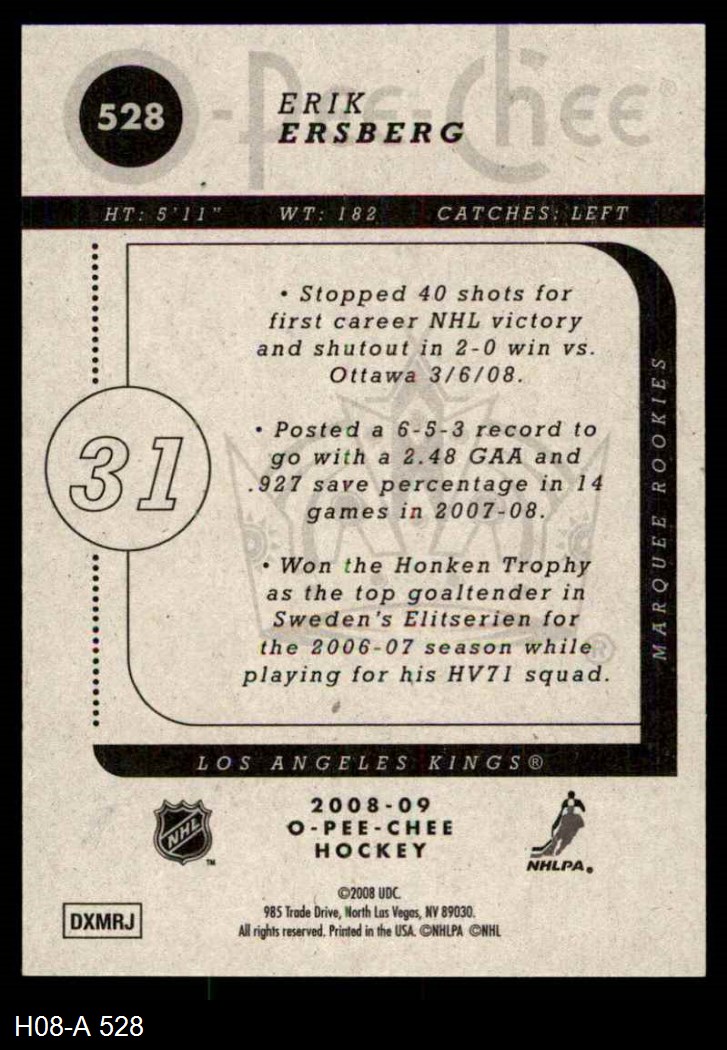 528
O-Pee-Chee®
ERIK
ERSBERG
HT: 5'11" WT: 182 CATCHES: LEFT
• Stopped 40 shots for
first career NHL victory
and shutout in 2-0 win vs.
Ottawa 3/6/08.
31
• Posted a 6-5-3 record to
go with a 2.48 GAA and
.927 save percentage in 14
games in 2007-08.
• Won the Honken Trophy
as the top goaltender in
Sweden's Elitserien for
the 2006-07 season while
playing for his HV71 squad.
®
MARQUEE ROOKIES
LOS ANGELES KINGS®
NHL ™
2008-09
O-PEE-CHEE
HOCKEY
NHLPA®
©2008 UDC.
985 Trade Drive, North Las Vegas, NV 89030.
All rights reserved. Printed in the USA. ©NHLPA ©NHL
DXMRJ
H08-A 528